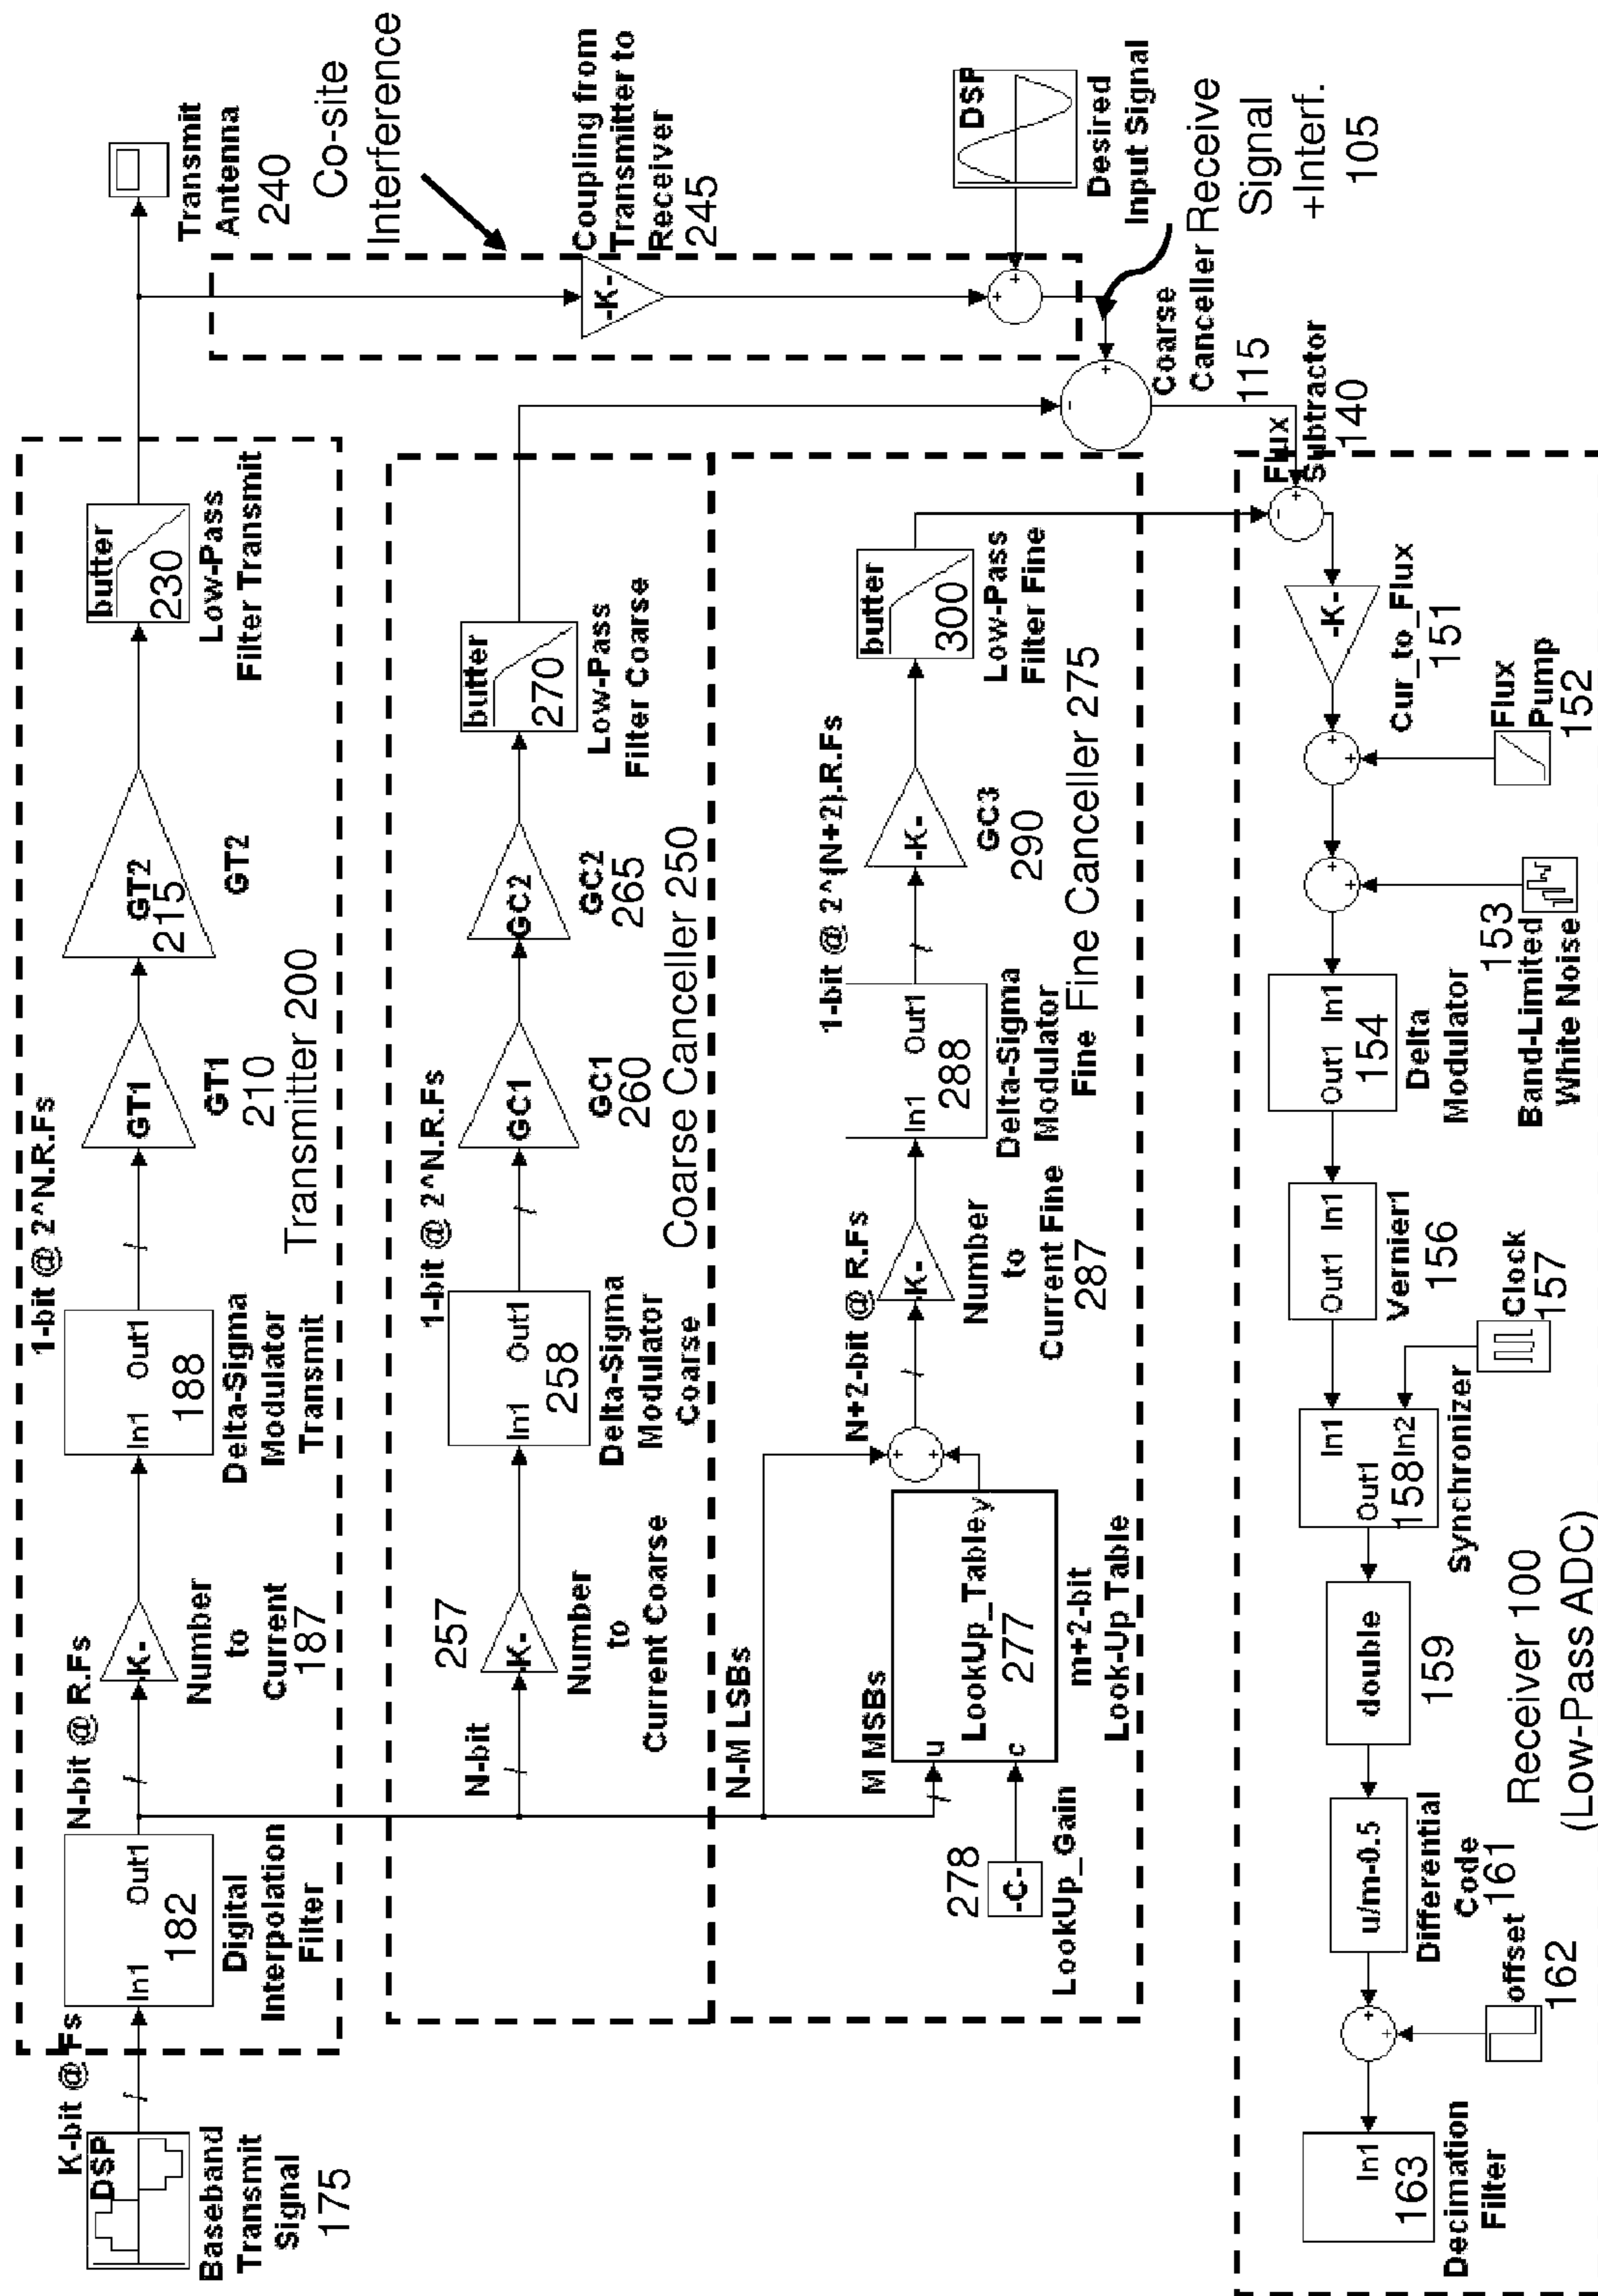 K-bit @ Fs
DSP
Baseband
Transmit
Signal
175
In1 Out1
182
Digital
Interpolation
Filter
N-bit @ R.Fs
-K-
Number
to
Current
187
In1 Out1
188
Delta-Sigma
Modulator
Transmit
1-bit @ 2^N.R.Fs
GT1
GT1
210
Transmitter 200
GT2
215
GT2
butter
230
Low-Pass
Filter Transmit
Transmit
Antenna
240
Co-site
Interference
-K-
Coupling from
Transmitter to
Receiver
245
DSP
Desired
Input Signal
+
+
Receive
Signal
+Interf.
105
N-bit
257
-K-
Number
to
Current Coarse
In1 Out1
258
Delta-Sigma
Modulator
Coarse
1-bit @ 2^N.R.Fs
GC1
GC1
260
GC2
GC2
265
Coarse Canceller 250
butter
270
Low-Pass
Filter Coarse
-
+
Coarse
Canceller
115
N-M LSBs
M MSBs
u
c
y
LookUp_Table
277
m+2-bit
Look-Up Table
278
-C-
LookUp_Gain
+
+
N+2-bit @ R.Fs
-K-
Number
to
Current Fine
287
In1 Out1
288
Delta-Sigma
Modulator
Fine
1-bit @ 2^(N+2).R.Fs
-K-
GC3
290
Fine Canceller 275
butter
300
Low-Pass
Filter Fine
Flux
Subtractor
140
-
+
-K-
Cur_to_Flux
151
+
+
Flux
Pump
152
+
+
153
Band-Limited
White Noise
Out1 In1
154
Delta
Modulator
Out1 In1
Vernier1
156
Clock
157
In1
Out1
158 In2
Synchronizer
double
159
u/m-0.5
Differential
Code
161
+
+
offset
162
In1
163
Decimation
Filter
Receiver 100
(Low-Pass ADC)